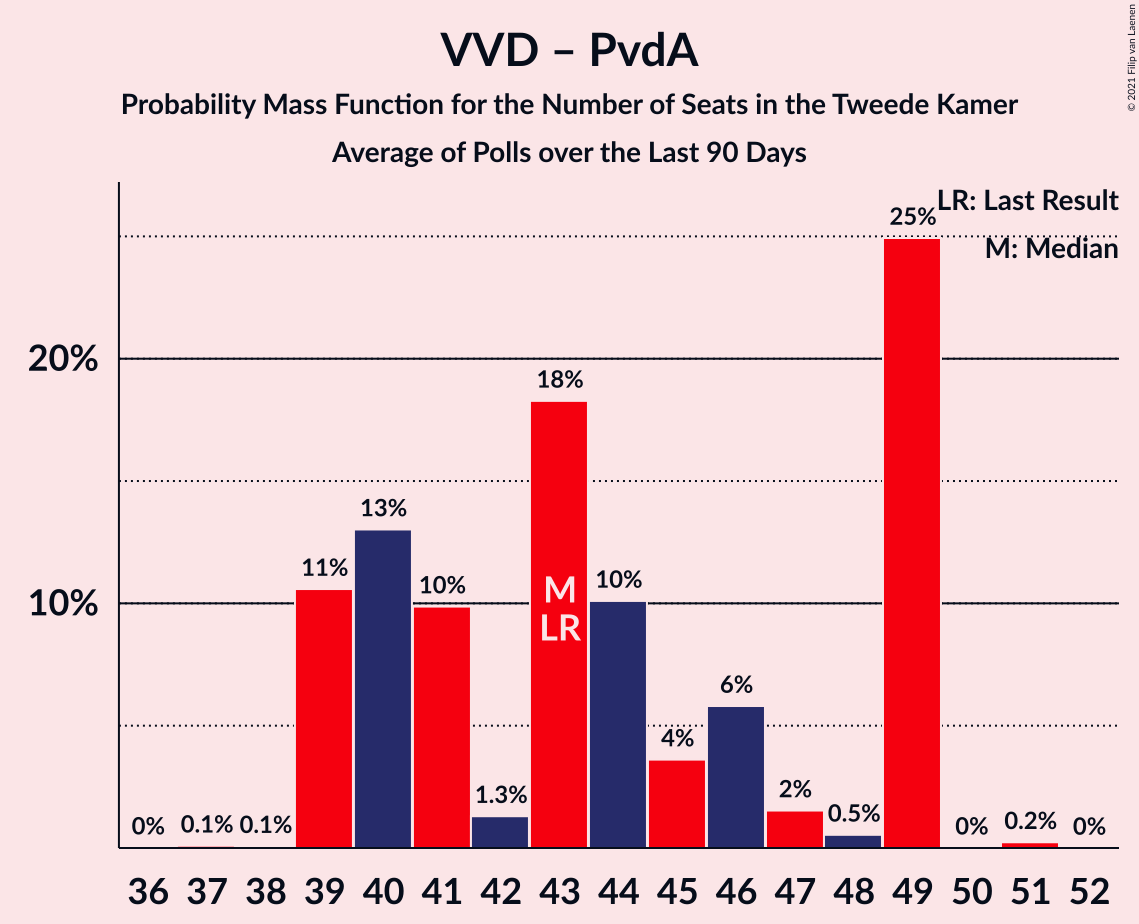 VVD – PvdA
Probability Mass Function for the Number of Seats in the Tweede Kamer
Average of Polls over the Last 90 Days
© 2021 Filip van Laenen
LR: Last Result
M: Median
20%
10%
0%
0.1%
0.1%
11%
13%
10%
1.3%
18%
10%
4%
6%
2%
0.5%
25%
0%
0.2%
0%
M
LR
36 37 38 39 40 41 42 43 44 45 46 47 48 49 50 51 52